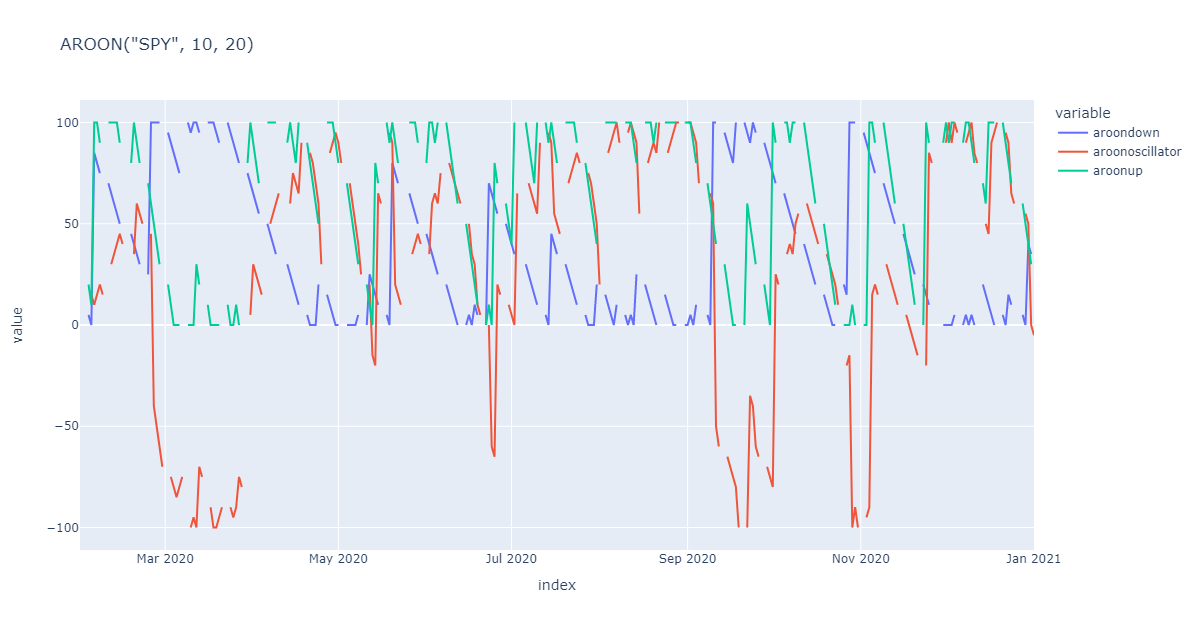 AROON("SPY", 10, 20)
variable
aroondown
aroonoscillator
aroonup
value
100
50
0
−50
−100
Mar 2020 May 2020 Jul 2020 Sep 2020 Nov 2020 Jan 2021
index